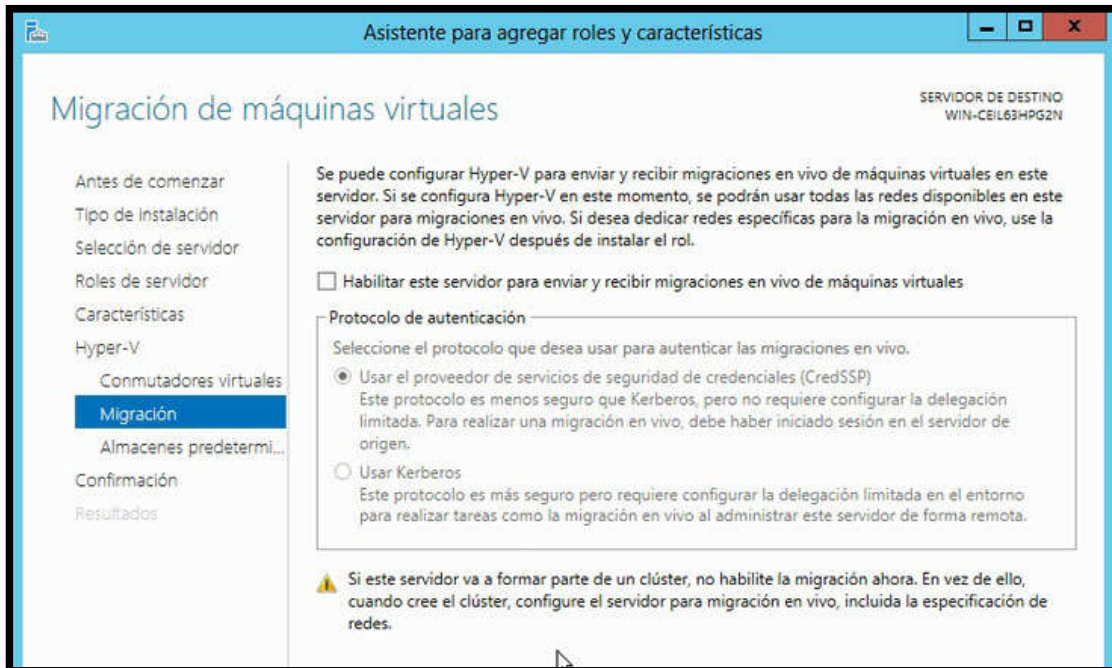 Asistente para agregar roles y características
Migración de máquinas virtuales
SERVIDOR DE DESTINO
WIN-CEIL63HPG2N
Antes de comenzar
Tipo de instalación
Selección de servidor
Roles de servidor
Características
Hyper-V
Conmutadores virtuales
Migración
Almacenes predetermi...
Confirmación
Resultados
Se puede configurar Hyper-V para enviar y recibir migraciones en vivo de máquinas virtuales en este
servidor. Si se configura Hyper-V en este momento, se podrán usar todas las redes disponibles en este
servidor para migraciones en vivo. Si desea dedicar redes específicas para la migración en vivo, use la
configuración de Hyper-V después de instalar el rol.
Habilitar este servidor para enviar y recibir migraciones en vivo de máquinas virtuales
Protocolo de autenticación
Seleccione el protocolo que desea usar para autenticar las migraciones en vivo.
Usar el proveedor de servicios de seguridad de credenciales (CredSSP)
Este protocolo es menos seguro que Kerberos, pero no requiere configurar la delegación
limitada. Para realizar una migración en vivo, debe haber iniciado sesión en el servidor de
origen.
Usar Kerberos
Este protocolo es más seguro pero requiere configurar la delegación limitada en el entorno
para realizar tareas como la migración en vivo al administrar este servidor de forma remota.
Si este servidor va a formar parte de un clúster, no habilite la migración ahora. En vez de ello,
cuando cree el clúster, configure el servidor para migración en vivo, incluida la especificación de
redes.